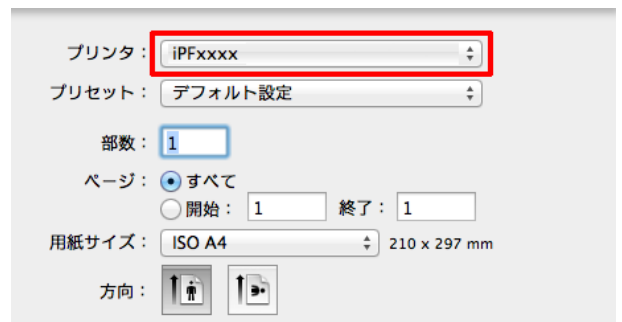 プリンタ： iPFxxxx
プリセット： デフォルト設定
部数： 1
ページ： すべて
開始： 1 終了： 1
用紙サイズ： ISO A4 210 x 297 mm
方向：